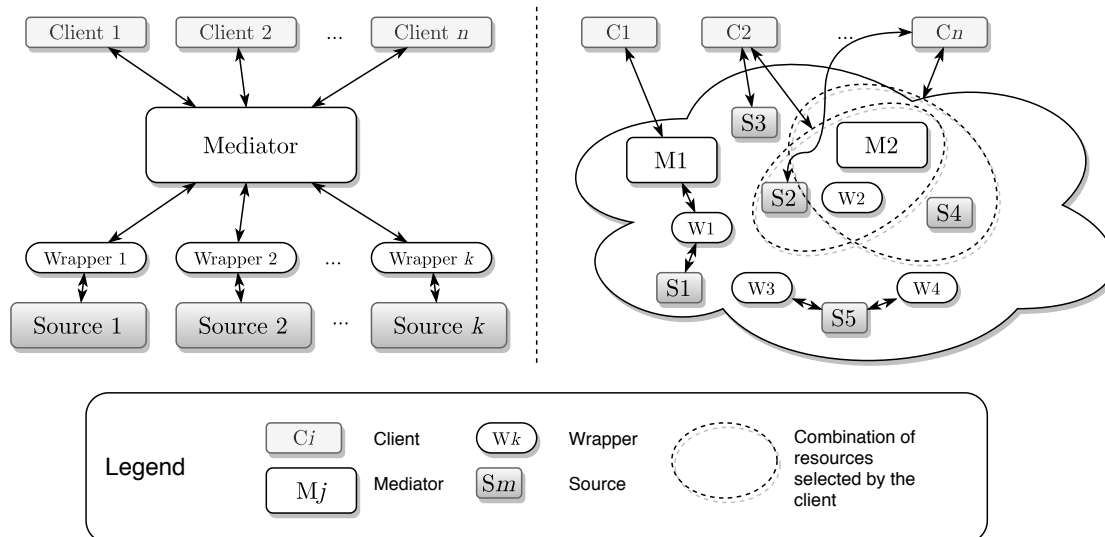 Client 1
Client 2
...
Client n
Mediator
Wrapper 1
Wrapper 2
...
Wrapper k
Source 1
Source 2
...
Source k
C1
C2
...
Cn
S3
M1
M2
S2
W2
S4
W1
S1
W3
W4
S5
Legend
Ci
Client
Wk
Wrapper
Mj
Mediator
Sm
Source
Combination of
resources
selected by the
client